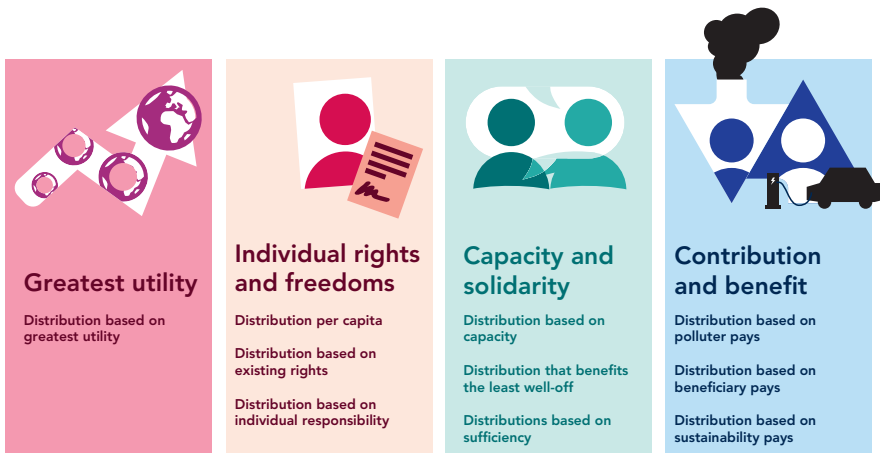 Greatest utility
Distribution based on
greatest utility
Individual rights
and freedoms
Distribution per capita
Distribution based on
existing rights
Distribution based on
individual responsibility
Capacity and
solidarity
Distribution based on
capacity
Distribution that benefits
the least well-off
Distributions based on
sufficiency
Contribution
and benefit
Distribution based on
polluter pays
Distribution based on
beneficiary pays
Distribution based on
sustainability pays